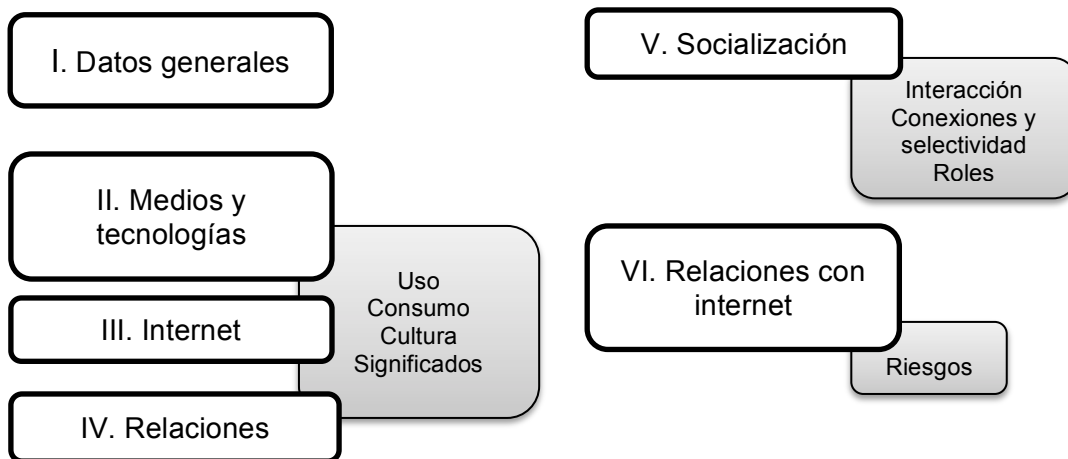 I. Datos generales
II. Medios y
tecnologías
III. Internet
IV. Relaciones
Uso
Consumo
Cultura
Significados
V. Socialización
Interacción
Conexiones y
selectividad
Roles
VI. Relaciones con
internet
Riesgos